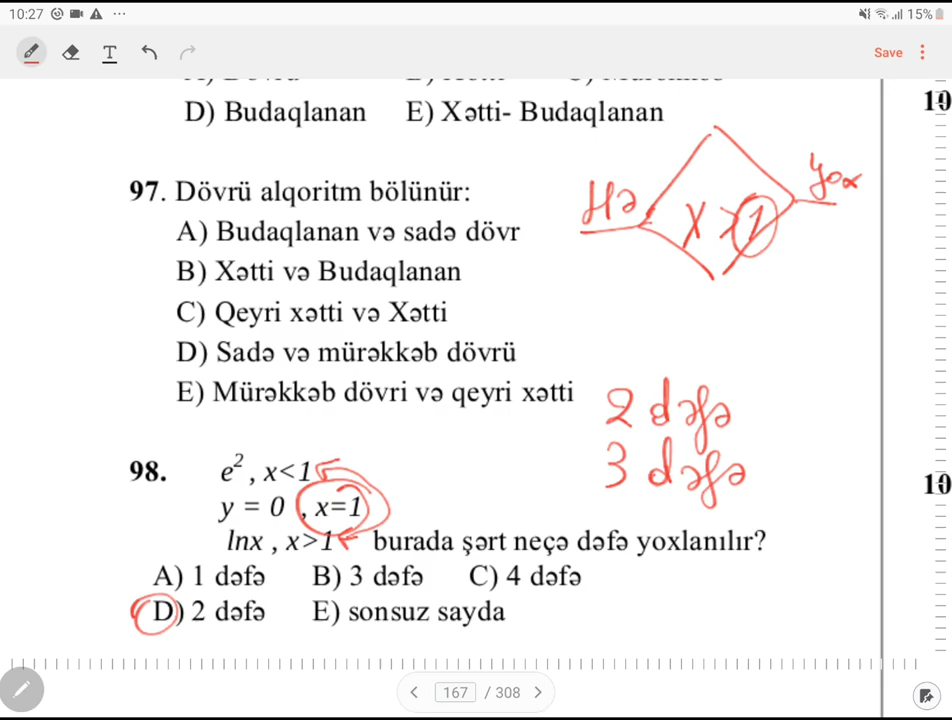 10:27 15%
T Save
D) Budaqlanan E) Xətti- Budaqlanan
97. Dövrü alqoritm bölünür:
A) Budaqlanan və sadə dövr
B) Xətti və Budaqlanan
C) Qeyri xətti və Xətti
D) Sadə və mürəkkəb dövrü
E) Mürəkkəb dövri və qeyri xətti
Hə x > 1 yox
2 dəfə
3 dəfə
98. e², x<1
y = 0 , x=1
lnx , x>1 burada şərt neçə dəfə yoxlanılır?
A) 1 dəfə B) 3 dəfə C) 4 dəfə
D) 2 dəfə E) sonsuz sayda
< 167 / 308 >